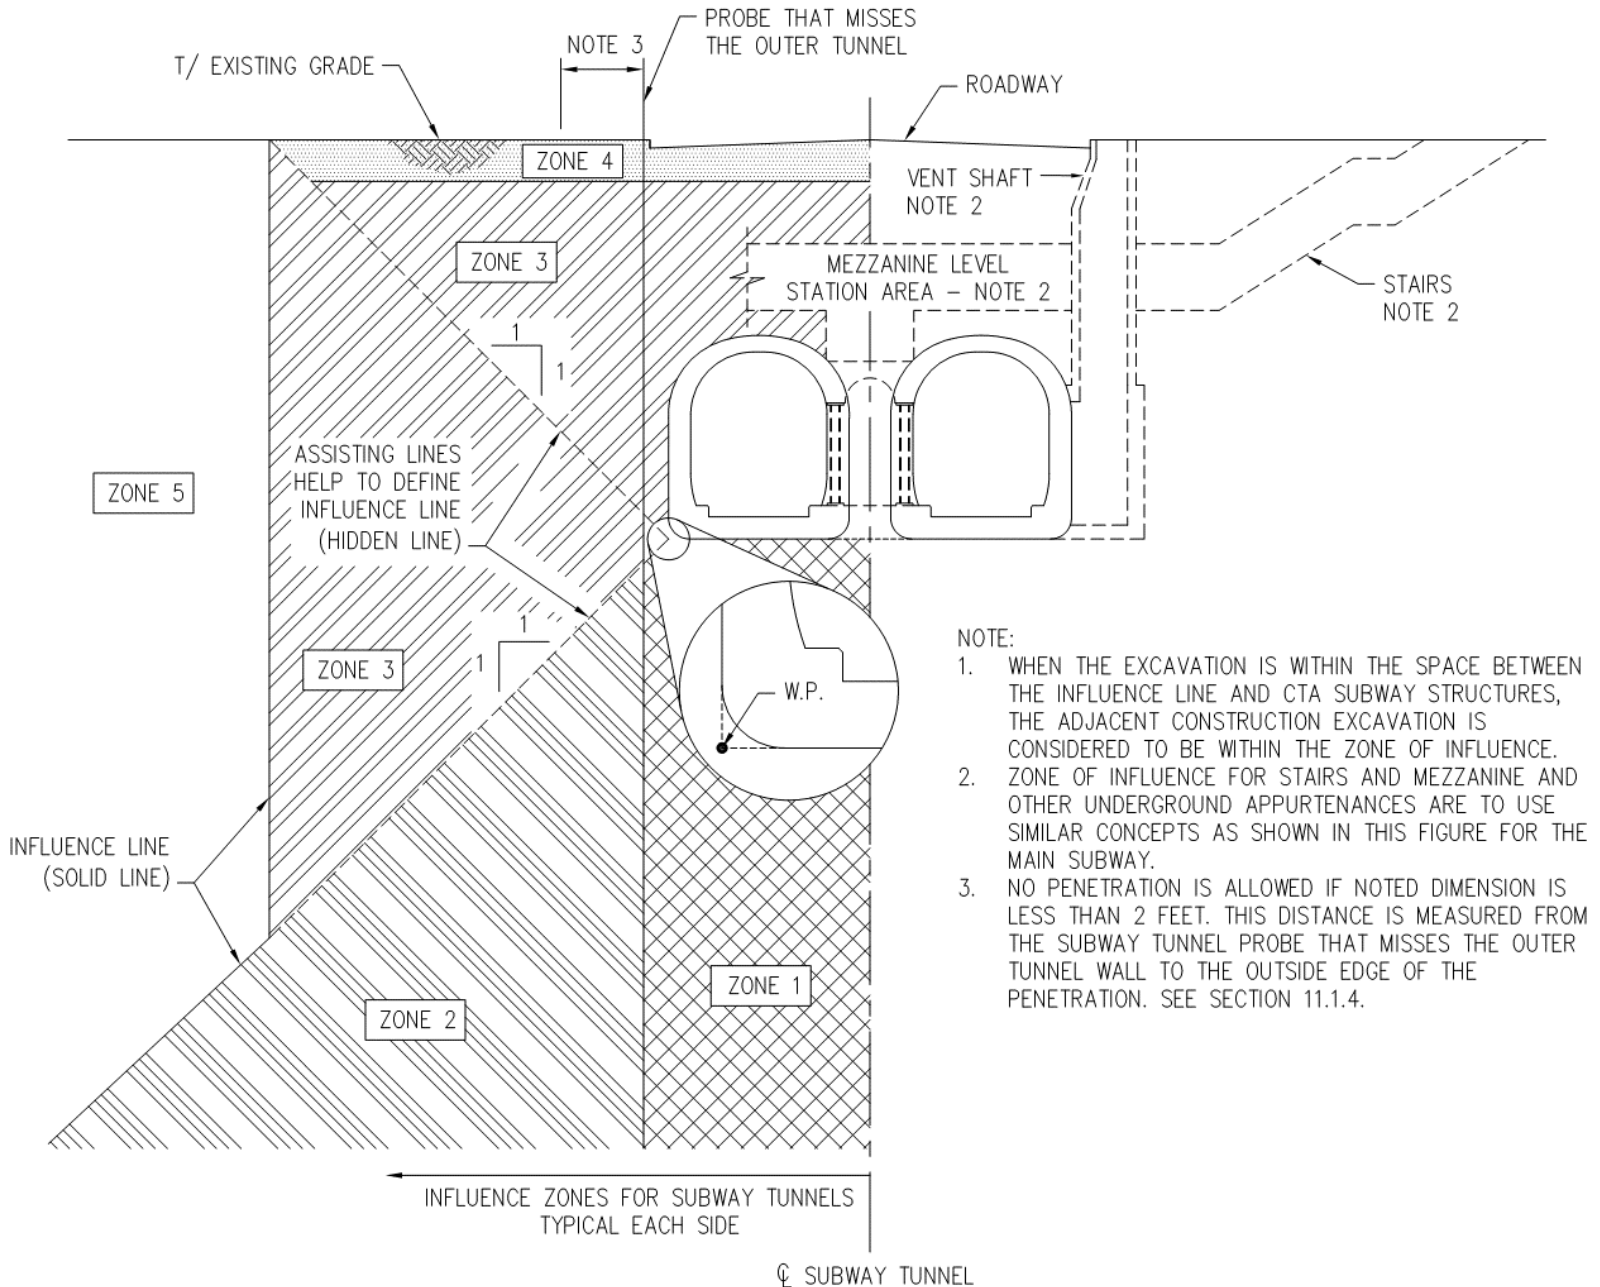 PROBE THAT MISSES
THE OUTER TUNNEL
NOTE 3
T/ EXISTING GRADE
ROADWAY
ZONE 4
VENT SHAFT
NOTE 2
ZONE 3
MEZZANINE LEVEL
STATION AREA - NOTE 2
STAIRS
NOTE 2
1
1
ASSISTING LINES
HELP TO DEFINE
INFLUENCE LINE
(HIDDEN LINE)
ZONE 5
1
1
ZONE 3
W.P.
NOTE:
1. WHEN THE EXCAVATION IS WITHIN THE SPACE BETWEEN
THE INFLUENCE LINE AND CTA SUBWAY STRUCTURES,
THE ADJACENT CONSTRUCTION EXCAVATION IS
CONSIDERED TO BE WITHIN THE ZONE OF INFLUENCE.
2. ZONE OF INFLUENCE FOR STAIRS AND MEZZANINE AND
OTHER UNDERGROUND APPURTENANCES ARE TO USE
SIMILAR CONCEPTS AS SHOWN IN THIS FIGURE FOR THE
MAIN SUBWAY.
3. NO PENETRATION IS ALLOWED IF NOTED DIMENSION IS
LESS THAN 2 FEET. THIS DISTANCE IS MEASURED FROM
THE SUBWAY TUNNEL PROBE THAT MISSES THE OUTER
TUNNEL WALL TO THE OUTSIDE EDGE OF THE
PENETRATION. SEE SECTION 11.1.4.
INFLUENCE LINE
(SOLID LINE)
ZONE 1
ZONE 2
INFLUENCE ZONES FOR SUBWAY TUNNELS
TYPICAL EACH SIDE
℄ SUBWAY TUNNEL